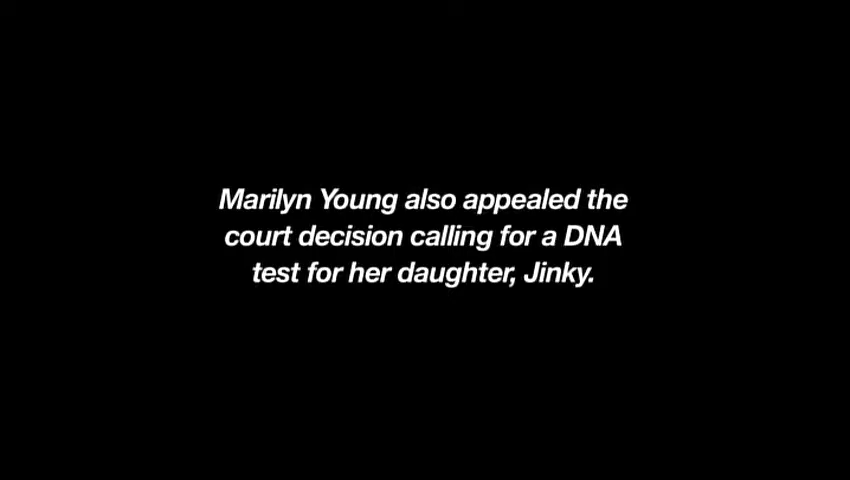 Marilyn Young also appealed the
court decision calling for a DNA
test for her daughter, Jinky.